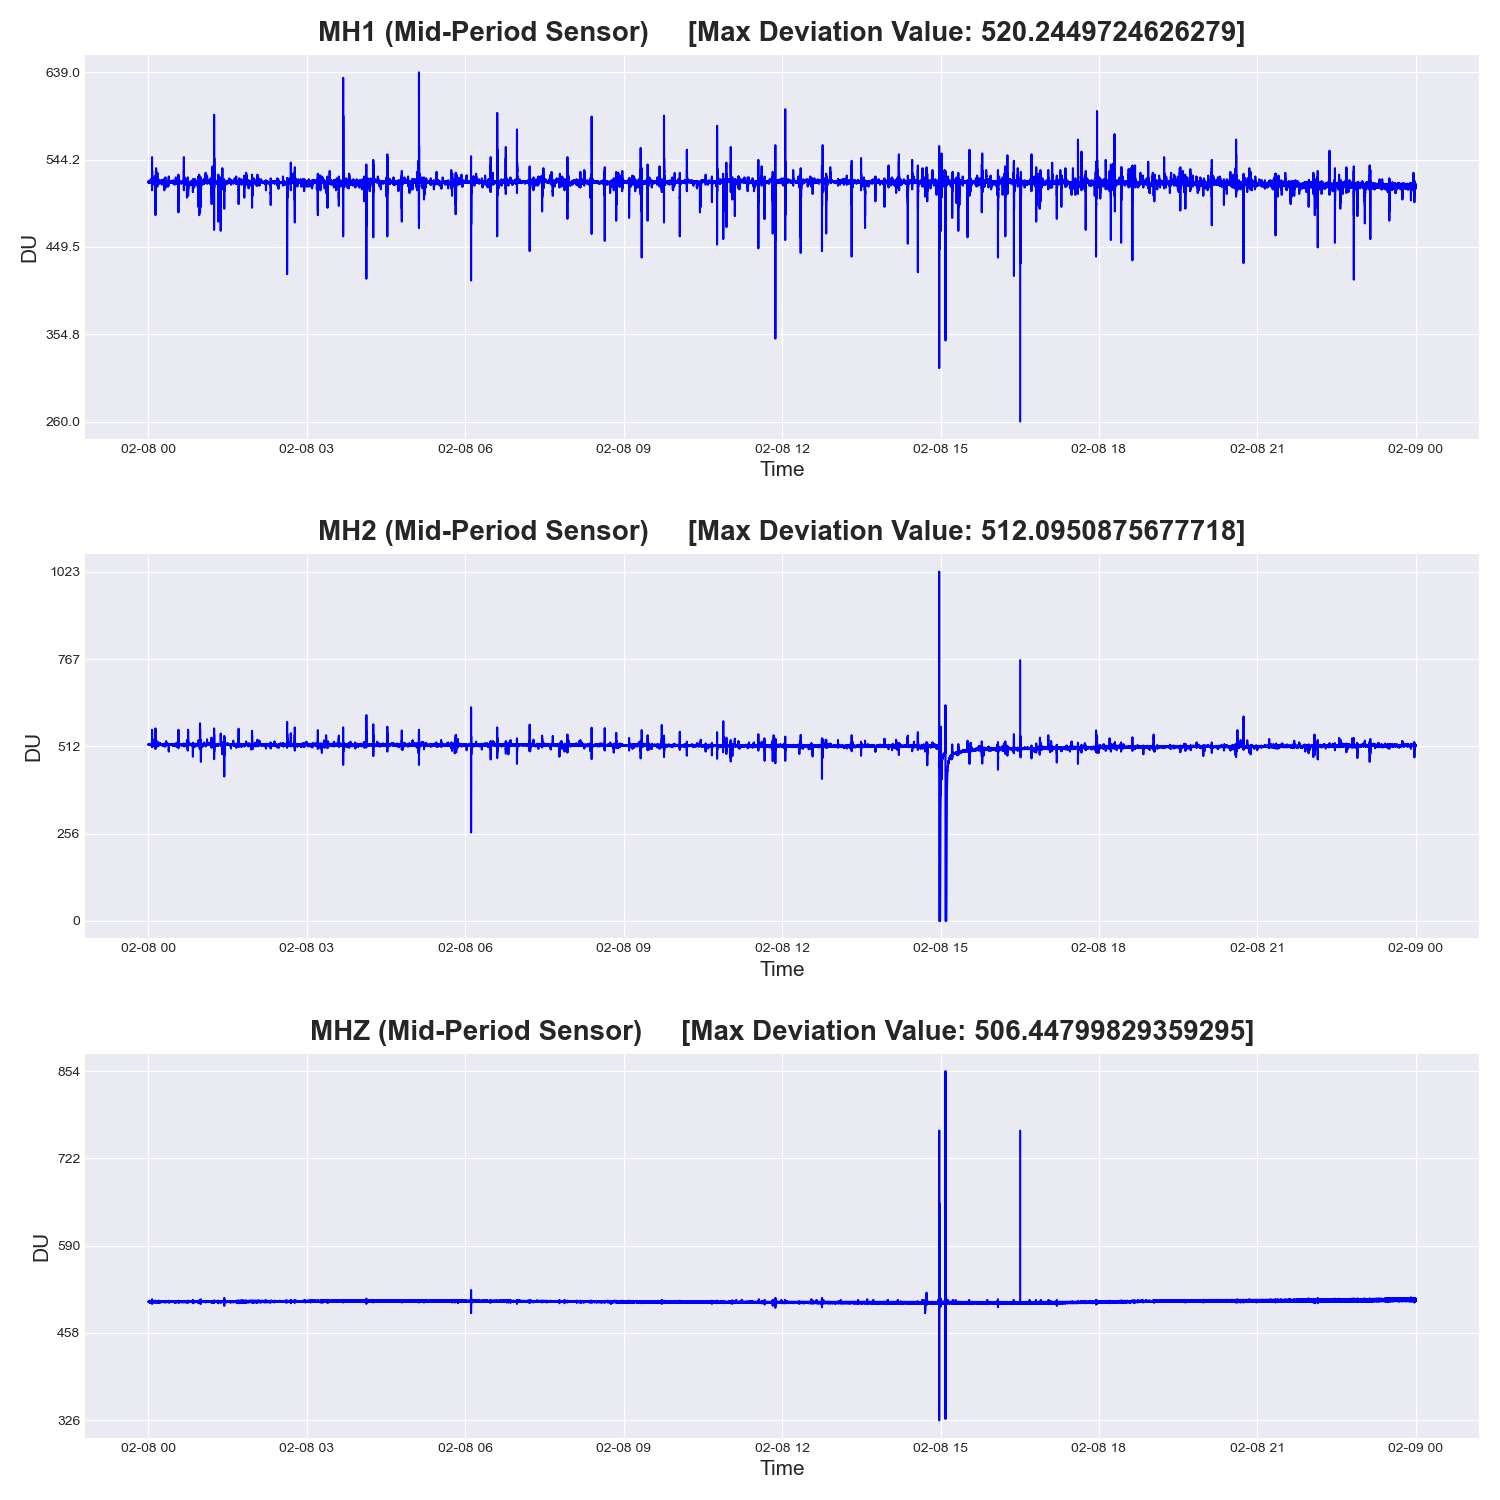 MH1 (Mid-Period Sensor) [Max Deviation Value: 520.2449724626279]
639.0
544.2
449.5
354.8
260.0
DU
02-08 00 02-08 03 02-08 06 02-08 09 02-08 12 02-08 15 02-08 18 02-08 21 02-09 00
Time
MH2 (Mid-Period Sensor) [Max Deviation Value: 512.0950875677718]
1023
767
512
256
0
DU
02-08 00 02-08 03 02-08 06 02-08 09 02-08 12 02-08 15 02-08 18 02-08 21 02-09 00
Time
MHZ (Mid-Period Sensor) [Max Deviation Value: 506.44799829359295]
854
722
590
458
326
DU
02-08 00 02-08 03 02-08 06 02-08 09 02-08 12 02-08 15 02-08 18 02-08 21 02-09 00
Time